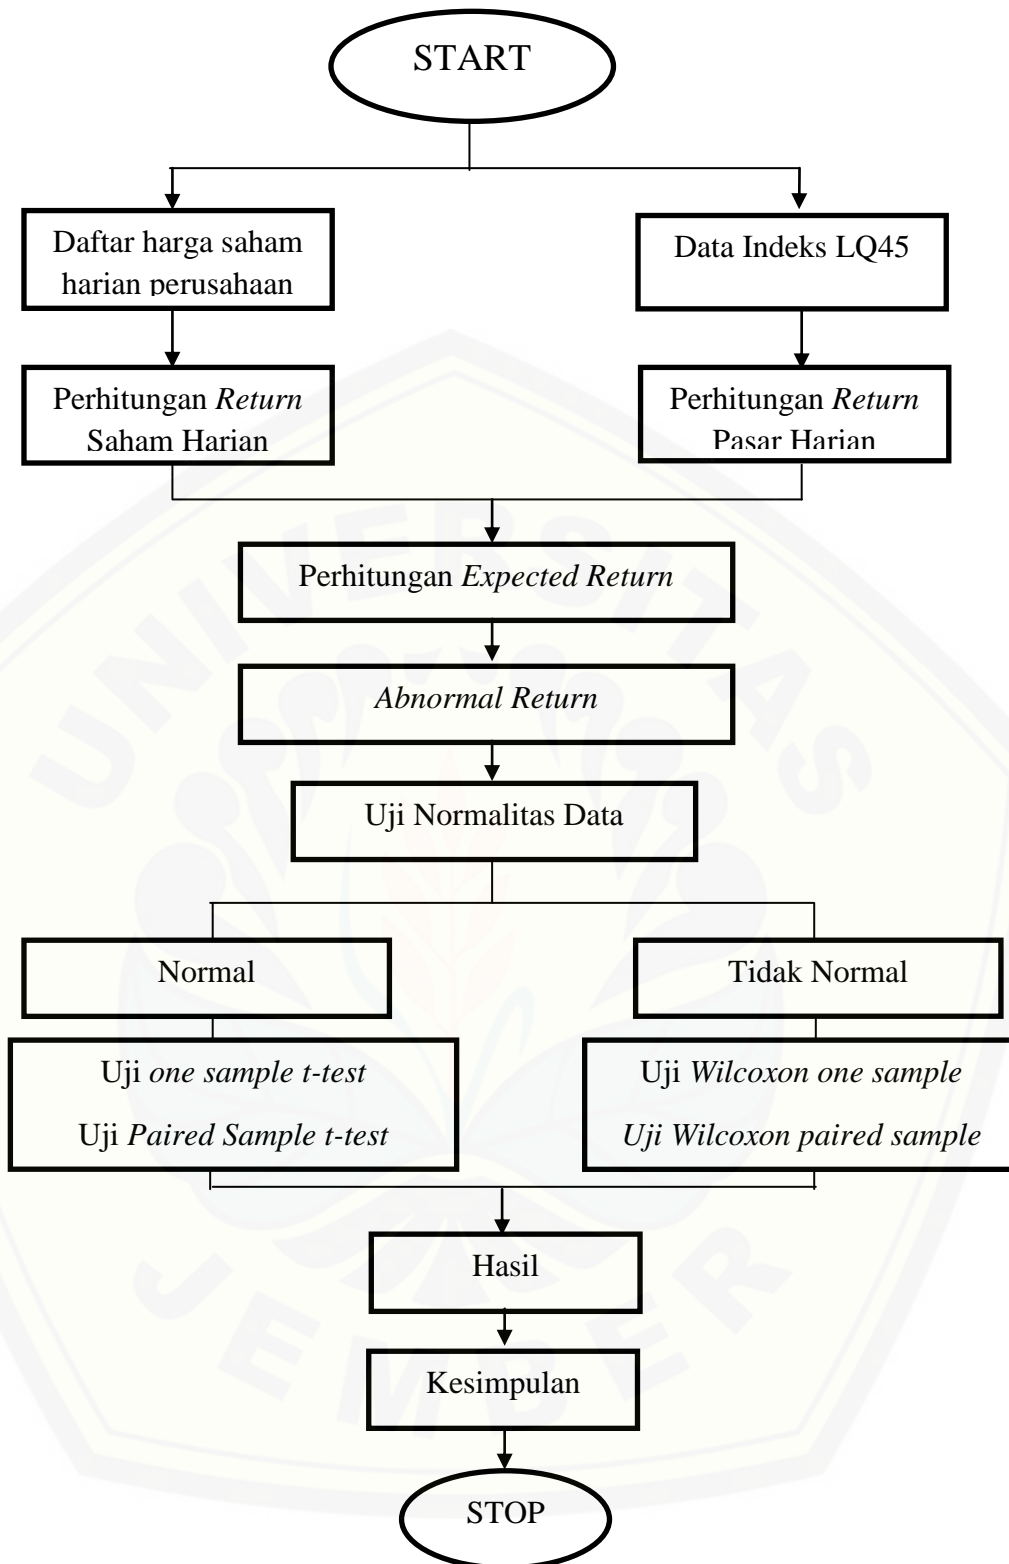 START
Daftar harga saham
harian perusahaan
Data Indeks LQ45
Perhitungan Return
Saham Harian
Perhitungan Return
Pasar Harian
Perhitungan Expected Return
Abnormal Return
Uji Normalitas Data
Normal
Tidak Normal
Uji one sample t-test
Uji Paired Sample t-test
Uji Wilcoxon one sample
Uji Wilcoxon paired sample
Hasil
Kesimpulan
STOP
UNIVERSITAS
JEMBER